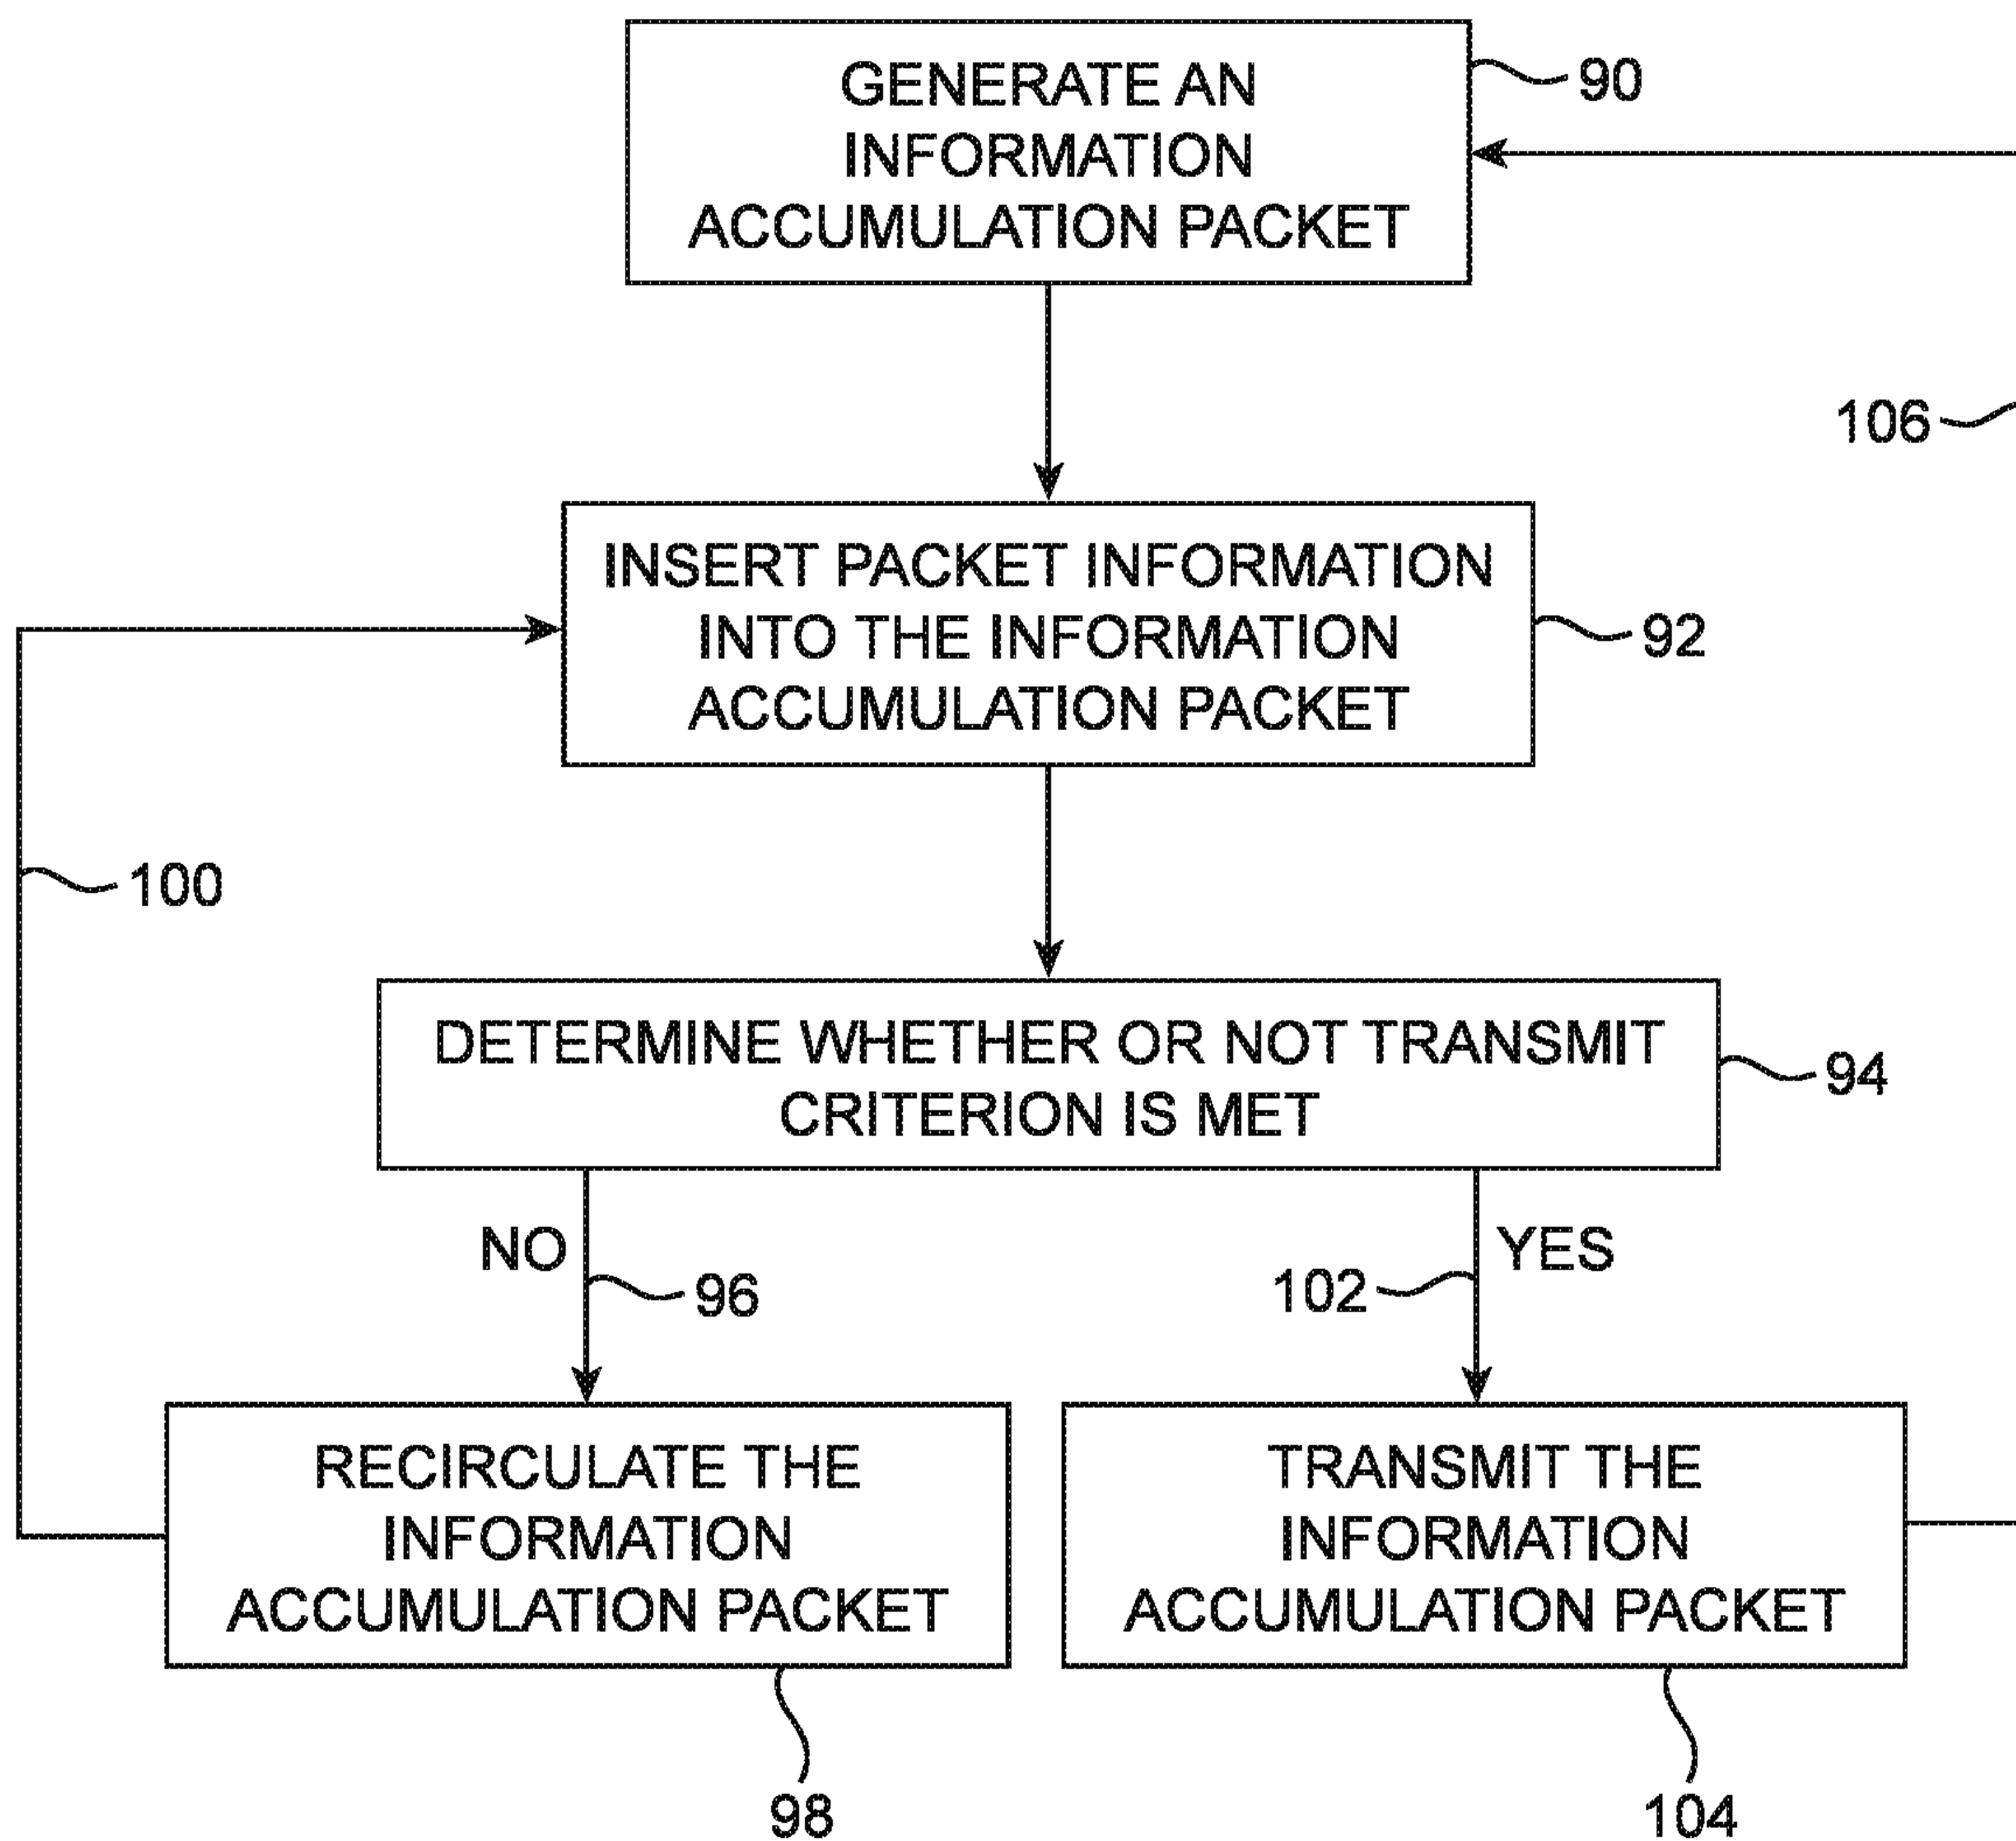 GENERATE AN
INFORMATION
ACCUMULATION PACKET
90
106
INSERT PACKET INFORMATION
INTO THE INFORMATION
ACCUMULATION PACKET
92
100
DETERMINE WHETHER OR NOT TRANSMIT
CRITERION IS MET
94
NO
96
102
YES
RECIRCULATE THE
INFORMATION
ACCUMULATION PACKET
98
TRANSMIT THE
INFORMATION
ACCUMULATION PACKET
104